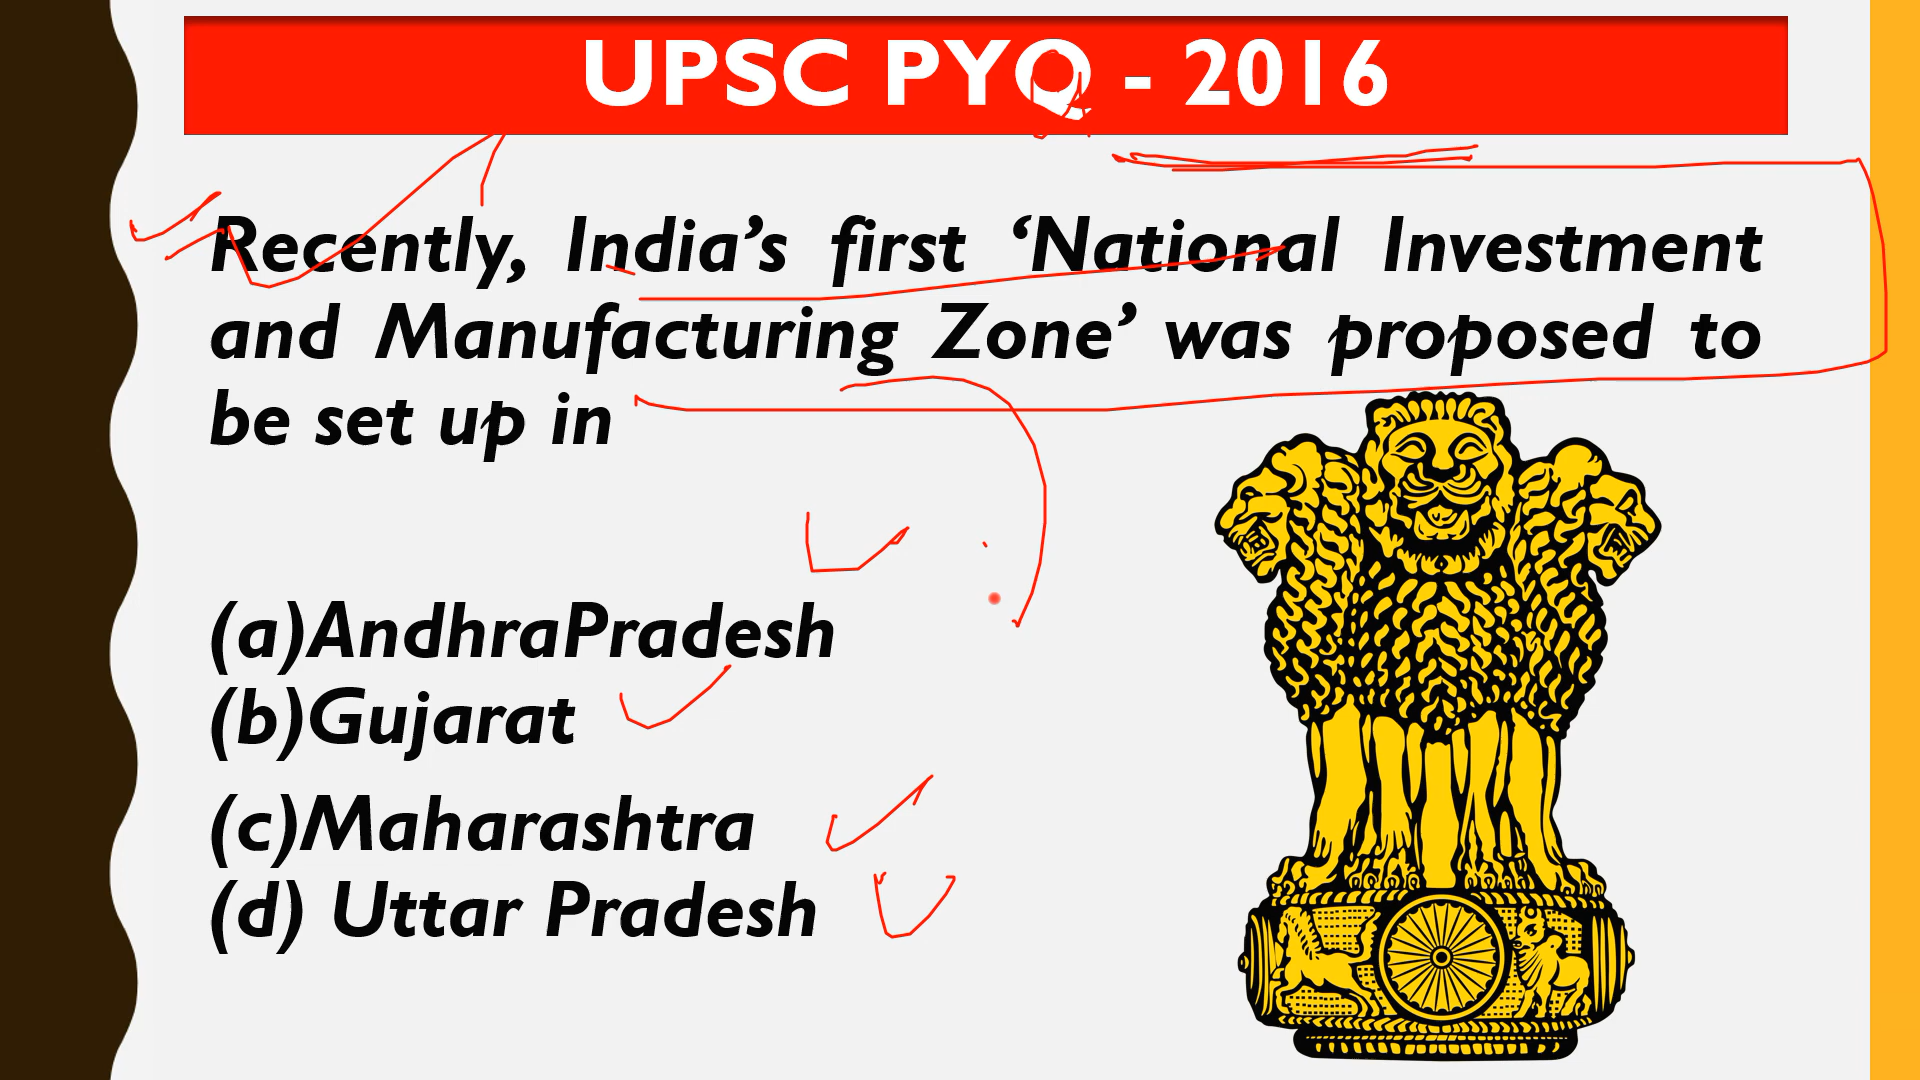 UPSC PYQ - 2016
Recently, India’s first ‘National Investment
and Manufacturing Zone’ was proposed to
be set up in
(a)AndhraPradesh
(b)Gujarat
(c)Maharashtra
(d) Uttar Pradesh